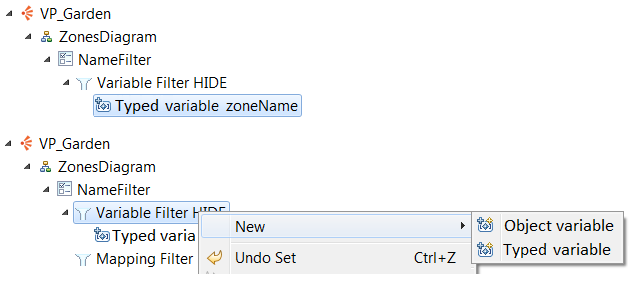 VP_Garden
ZonesDiagram
NameFilter
Variable Filter HIDE
Typed variable zoneName
VP_Garden
ZonesDiagram
NameFilter
Variable Filter HIDE
New
Object variable
Typed varia
Typed variable
Mapping Filter
Undo Set Ctrl+Z